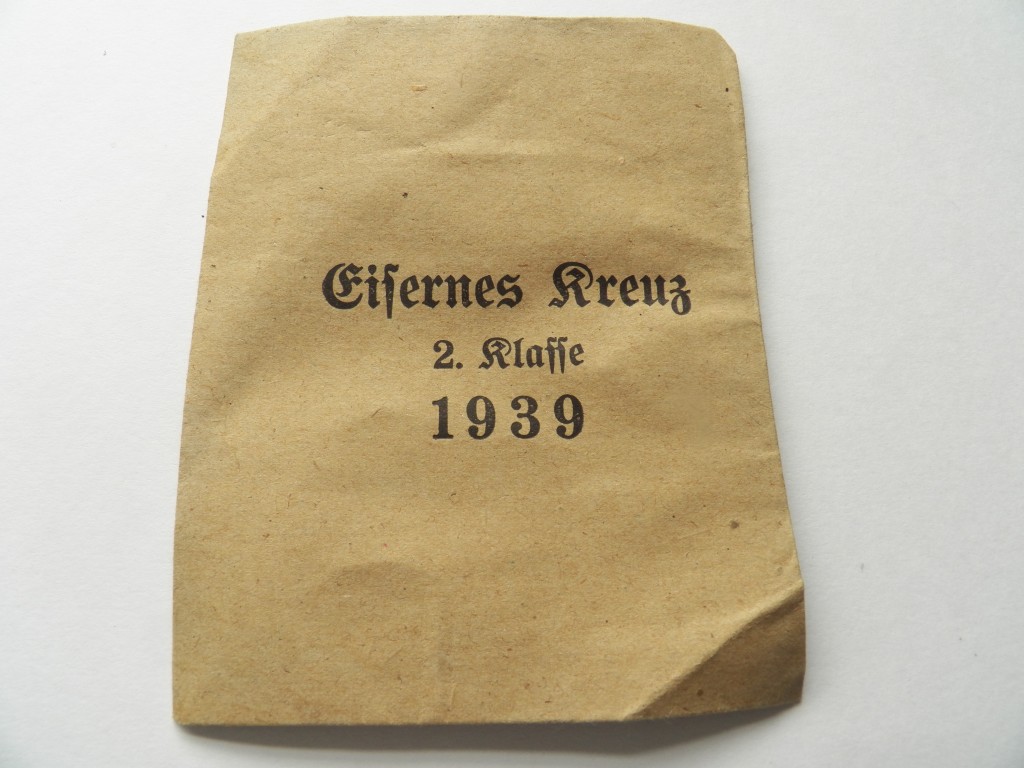 Eiſernes Kreuz
2. Klaſſe
1939